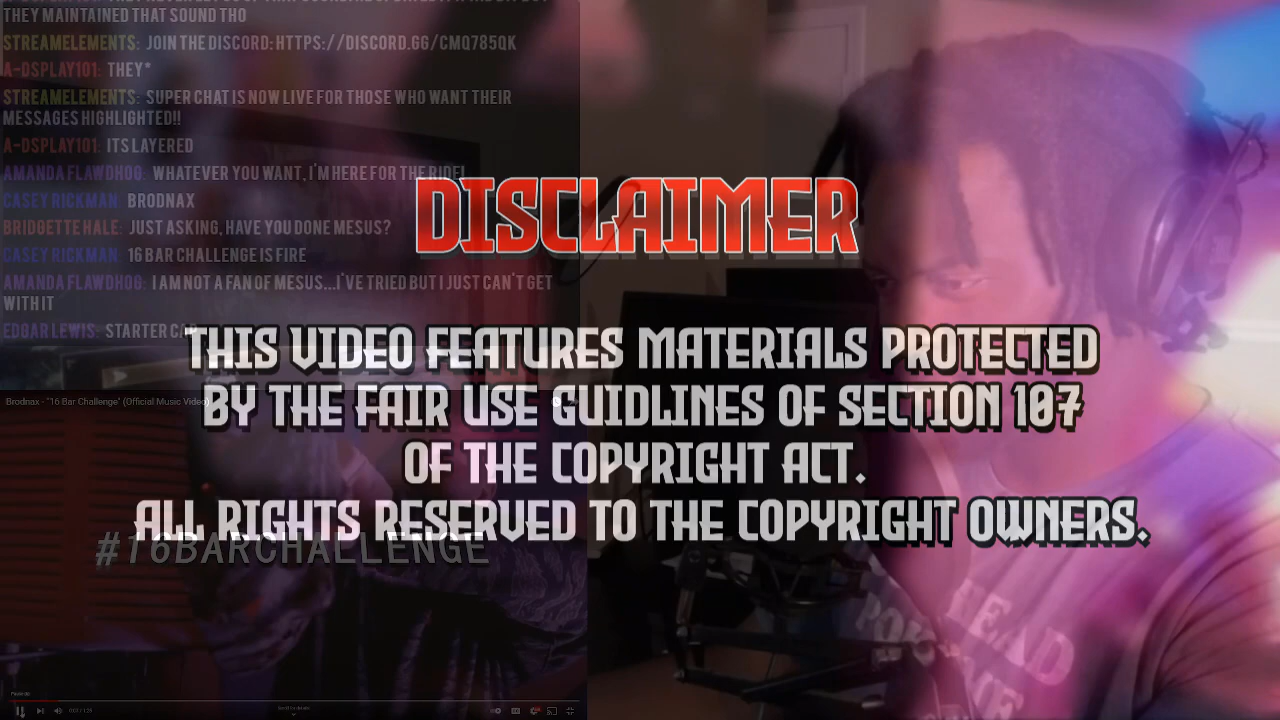 THEY MAINTAINED THAT SOUND THO
STREAMELEMENTS: JOIN THE DISCORD: HTTPS://DISCORD.GG/CMQ785QK
A-DSPLAY101: THEY*
STREAMELEMENTS: SUPER CHAT IS NOW LIVE FOR THOSE WHO WANT THEIR
MESSAGES HIGHLIGHTED!!
A-DSPLAY101: ITS LAYERED
AMANDA FLAWDHOG: WHATEVER YOU WANT, I'M HERE FOR THE RIDE!
CASEY RICKMAN: BRODNAX
BRIDGETTE HALE: JUST ASKING, HAVE YOU DONE MESUS?
CASEY RICKMAN: 16 BAR CHALLENGE IS FIRE
AMANDA FLAWDHOG: I AM NOT A FAN OF MESUS...I'VE TRIED BUT I JUST CAN'T GET
WITH IT
EDGAR LEWIS: STARTER CAP
DISCLAIMER
THIS VIDEO FEATURES MATERIALS PROTECTED
BY THE FAIR USE GUIDLINES OF SECTION 107
OF THE COPYRIGHT ACT.
ALL RIGHTS RESERVED TO THE COPYRIGHT OWNERS.
Brodnax - "16 Bar Challenge" (Official Music Video)
#16BARCHALLENGE